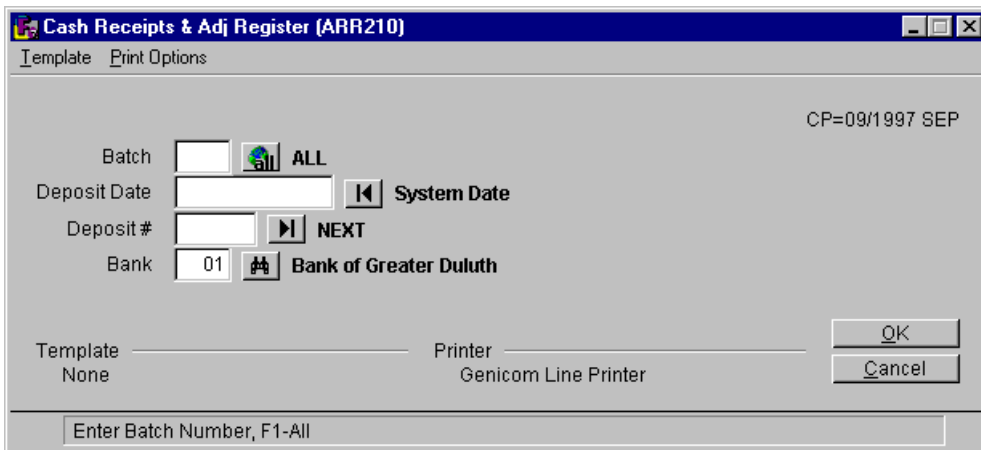 Cash Receipts & Adj Register (ARR210)
Template Print Options
CP=09/1997 SEP
Batch all ALL
Deposit Date System Date
Deposit # NEXT
Bank 01 Bank of Greater Duluth
OK
Template Printer
None Genicom Line Printer
Cancel
Enter Batch Number, F1-All